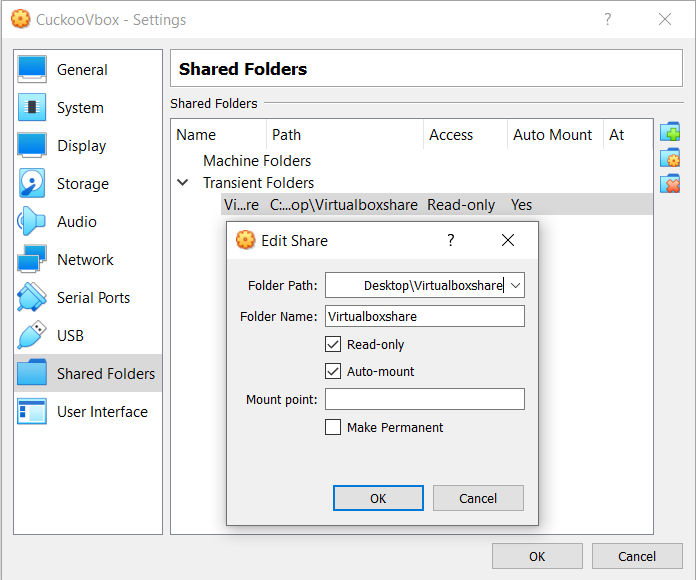 CuckooVbox - Settings
General
System
Display
Storage
Audio
Network
Serial Ports
USB
Shared Folders
User Interface
Shared Folders
Shared Folders
Name Path Access Auto Mount At
Machine Folders
Transient Folders
Vi...re C:...op\Virtualboxshare Read-only Yes
Edit Share ?
Folder Path: Desktop\Virtualboxshare
Folder Name: Virtualboxshare
Read-only
Auto-mount
Mount point:
Make Permanent
OK Cancel
OK Cancel